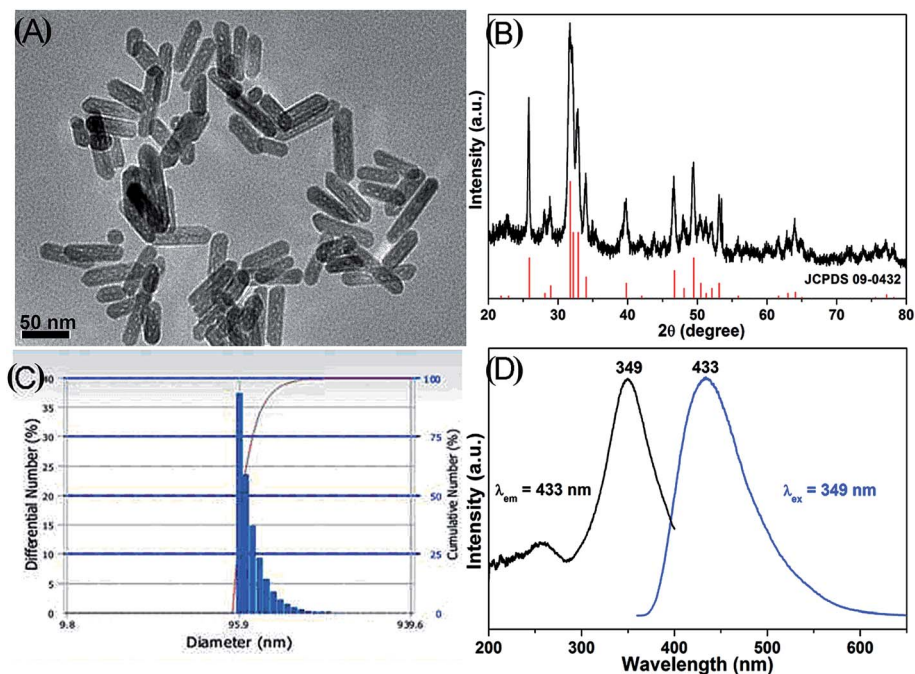 (A)
50 nm
(B)
Intensity (a.u.)
JCPDS 09-0432
20 30 40 50 60 70 80
2θ (degree)
(C)
Differential Number (%)
40
35
30
25
20
15
10
5
0
100
75
50
25
0
Cumulative Number (%)
9.8 95.9 939.6
Diameter (nm)
(D)
349 433
Intensity (a.u.)
λem = 433 nm
λex = 349 nm
200 300 400 500 600
Wavelength (nm)